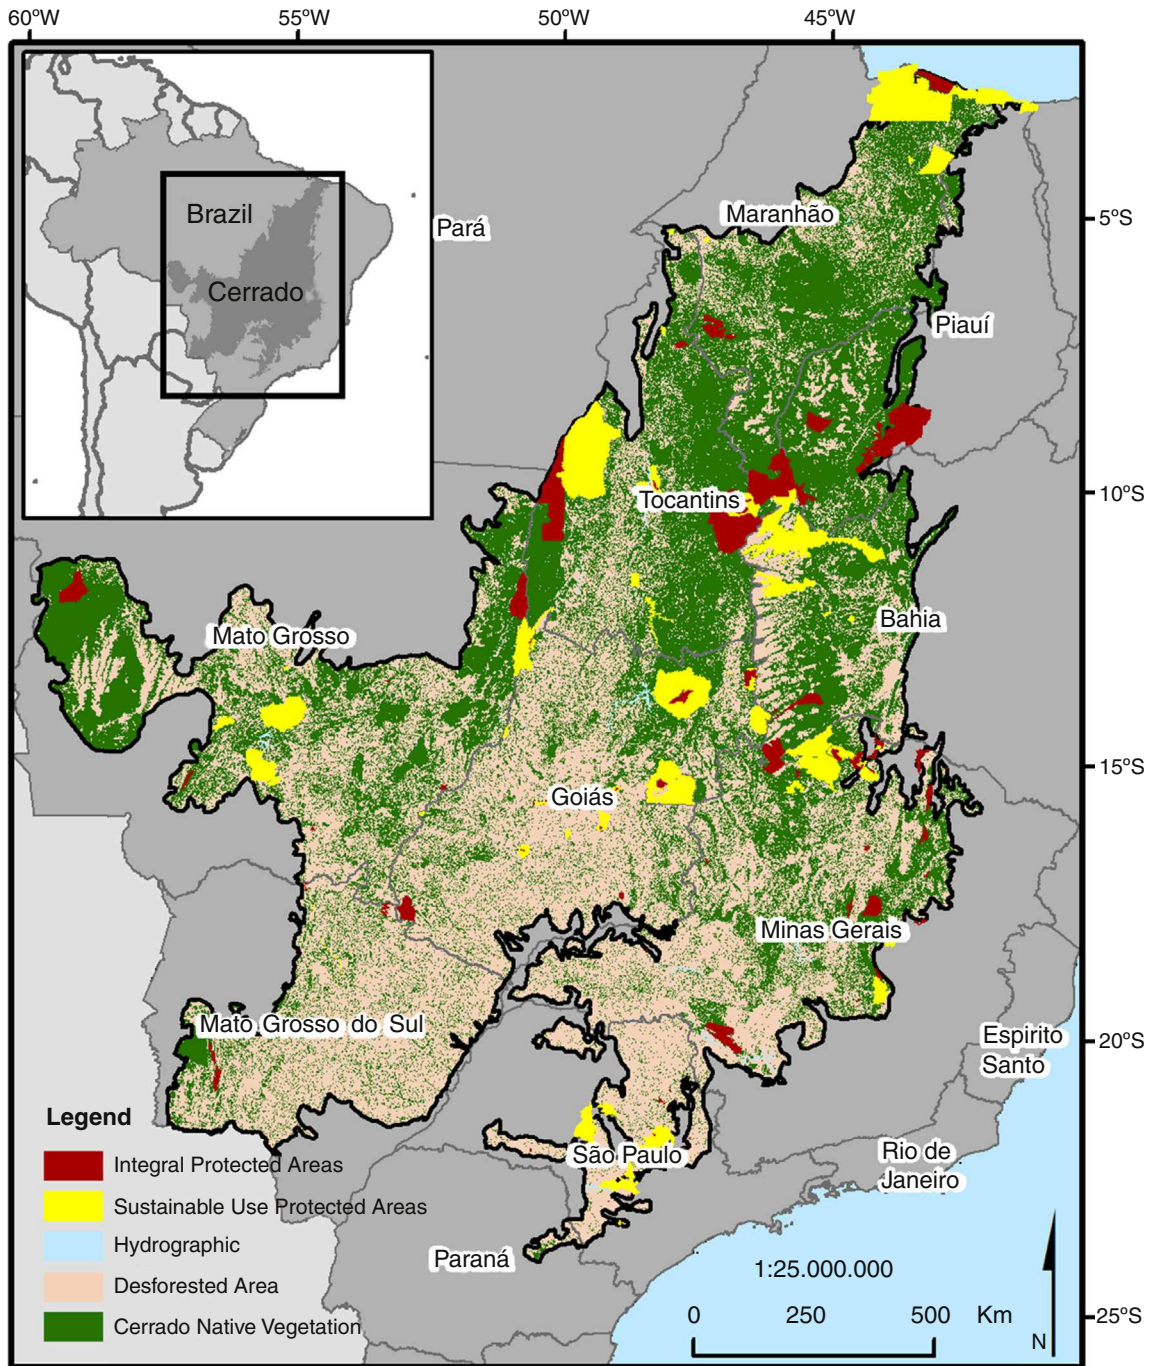 60ºW
55ºW
50ºW
45ºW
Brazil
Cerrado
Pará
Maranhão
5ºS
Piauí
Tocantins
10ºS
Mato Grosso
Bahia
15ºS
Goiás
Minas Gerais
Mato Grosso do Sul
Espirito
Santo
20ºS
Legend
Integral Protected Areas
Sustainable Use Protected Areas
Hydrographic
Desforested Area
Cerrado Native Vegetation
São Paulo
Rio de
Janeiro
Paraná
1:25.000.000
0 250 500 Km
N
25ºS